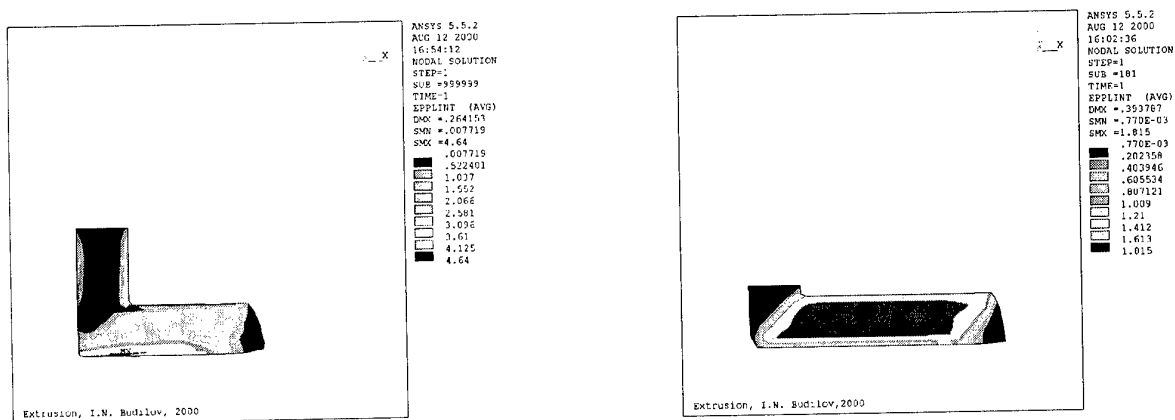 ANSYS 5.5.2
AUG 12 2000
16:54:12
NODAL SOLUTION
STEP=1
SUB =999999
TIME=1
EPPLINT (AVG)
DMX =.264153
SMN =.007719
SMX =4.64
.007719
.522401
1.037
1.552
2.066
2.581
3.096
3.61
4.125
4.64
X
MX
Extrusion, I.N. Budilov, 2000
ANSYS 5.5.2
AUG 12 2000
16:02:36
NODAL SOLUTION
STEP=1
SUB =181
TIME=1
EPPLINT (AVG)
DMX =.393787
SMN =.770E-03
SMX =1.815
.770E-03
.202358
.403946
.605534
.807121
1.009
1.21
1.412
1.613
1.815
X
Extrusion, I.N. Budilov,2000